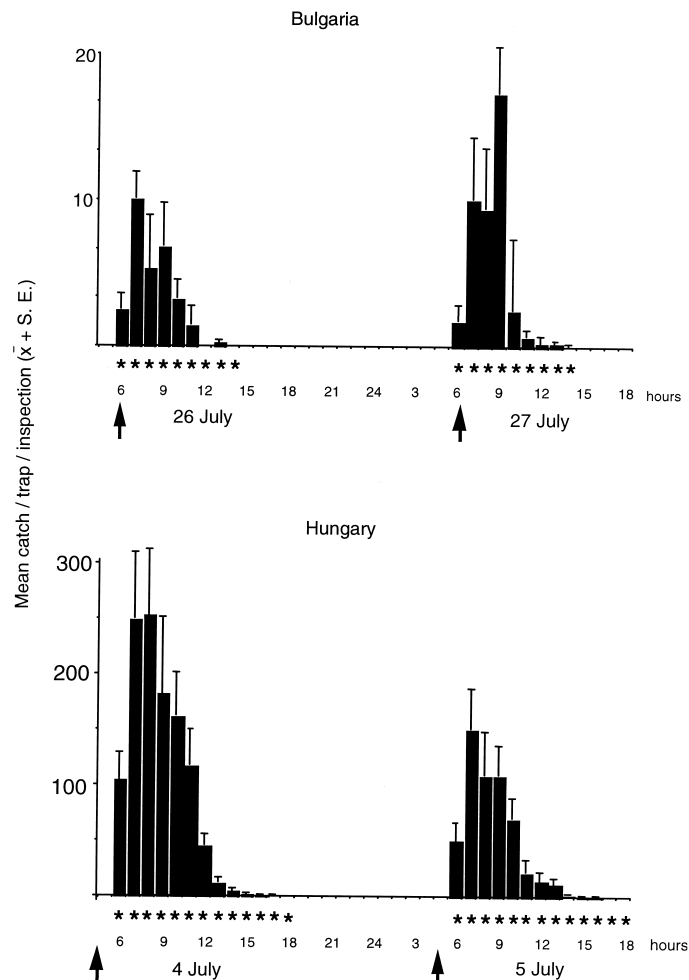 Bulgaria
20
10
Mean catch / trap / inspection (x̄ + S. E.)
* * * * * * * * * * * * * * * * * *
6 9 12 15 18 21 24 3 6 9 12 15 18 hours
26 July 27 July
Hungary
300
200
100
* * * * * * * * * * * * * * * * * * * * * * * * * *
6 9 12 15 18 21 24 3 6 9 12 15 18 hours
4 July 5 July